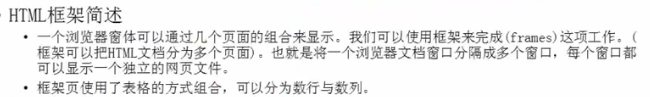 HTML框架简述
一个浏览器窗体可以通过几个页面的组合来显示。我们可以使用框架来完成(frames)这项工作。(
框架可以把HTML文档分为多个页面)。也就是将一个浏览器文档窗口分隔成多个窗口，每个窗口都
可以显示一个独立的网页文件。
框架页使用了表格的方式组合，可以分为数行与数列。